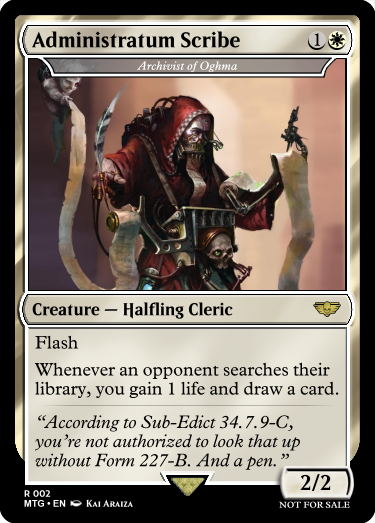 Administratum Scribe 1
Archivist of Oghma
Creature — Halfling Cleric
Flash
Whenever an opponent searches their
library, you gain 1 life and draw a card.
“According to Sub-Edict 34.7.9-C,
you’re not authorized to look that up
without Form 227-B. And a pen.”
2/2
R 002
MTG • EN Kai Araiza
NOT FOR SALE